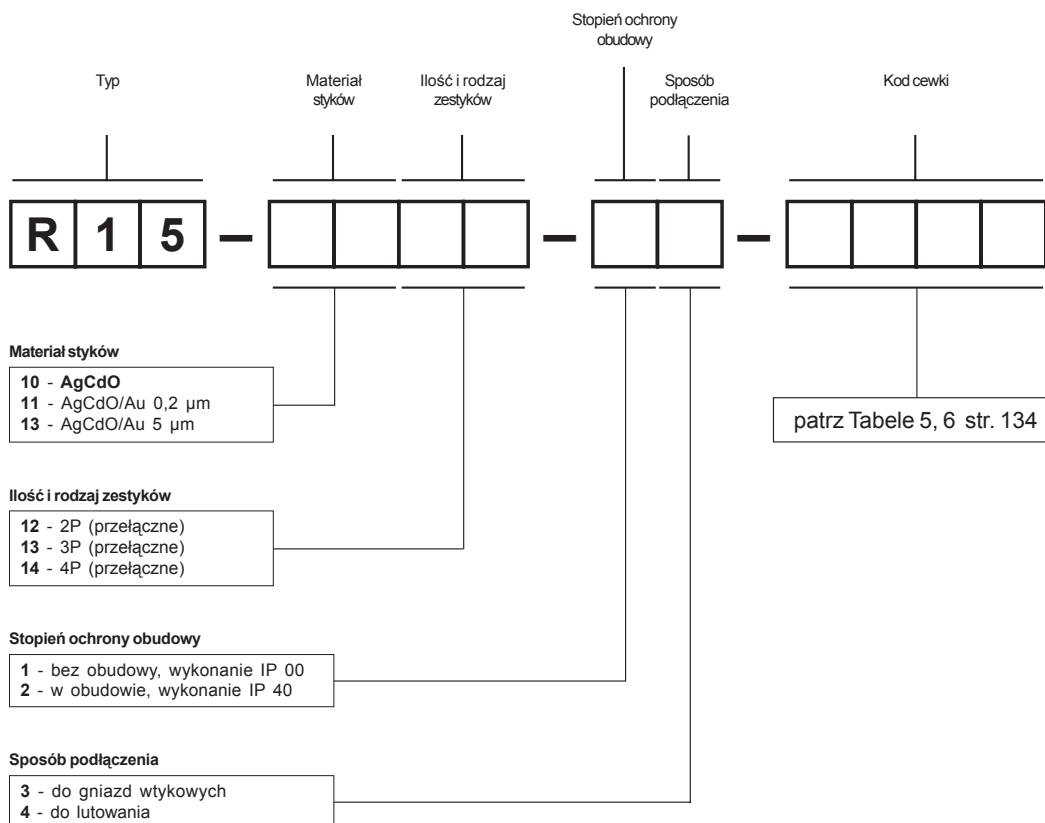 Stopień ochrony
obudowy
Typ
Materiał
styków
Ilość i rodzaj
zestyków
Sposób
podłączenia
Kod cewki
R 1 5 – –  –
Materiał styków
10 - AgCdO
11 - AgCdO/Au 0,2 µm
13 - AgCdO/Au 5 µm
patrz Tabele 5, 6 str. 134
Ilość i rodzaj zestyków
12 - 2P (przełączne)
13 - 3P (przełączne)
14 - 4P (przełączne)
Stopień ochrony obudowy
1 - bez obudowy, wykonanie IP 00
2 - w obudowie, wykonanie IP 40
Sposób podłączenia
3 - do gniazd wtykowych
4 - do lutowania